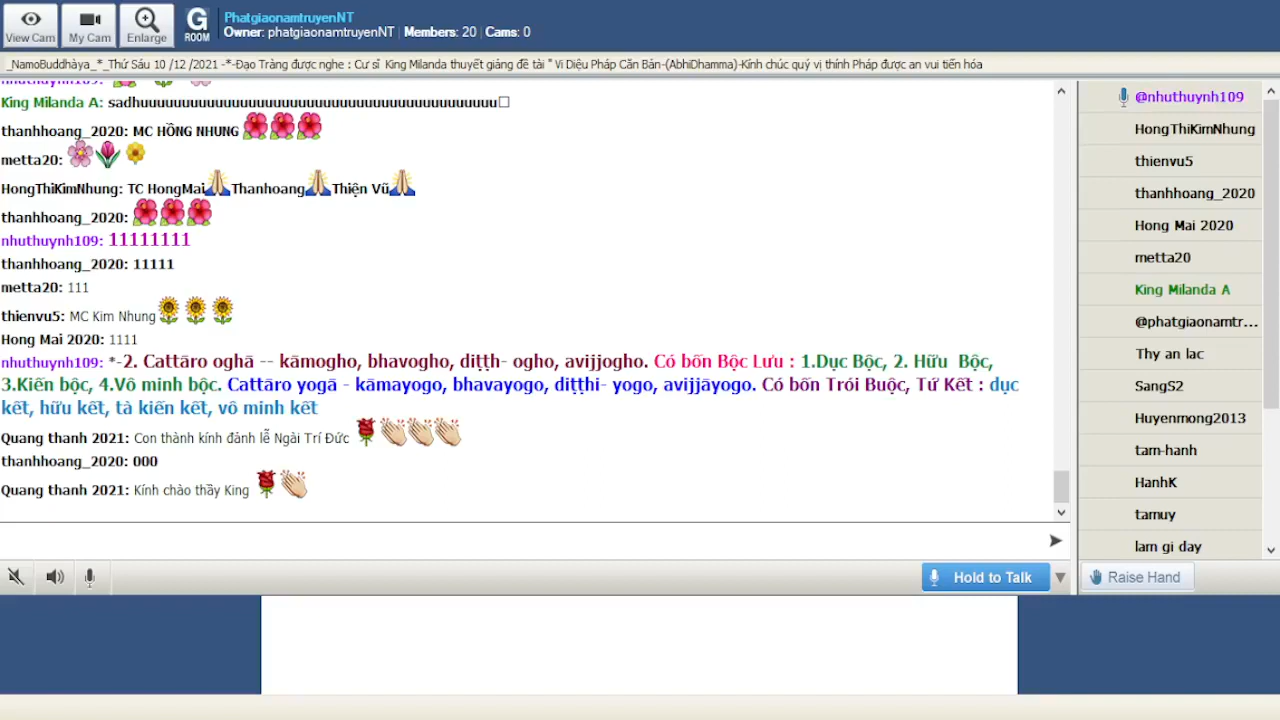 View Cam
My Cam
Enlarge
G
ROOM
PhatgiaonamtruyenNT
Owner: phatgiaonamtruyenNT | Members: 20 | Cams: 0
_NamoBuddhàya_*_Thứ Sáu 10 /12 /2021 -*-Đạo Tràng được nghe : Cư sĩ King Milanda thuyết giảng đề tài " Vi Diệu Pháp Căn Bản-(AbhiDhamma)-Kính chúc quý vị thính Pháp được an vui tiến hóa
King Milanda A: sadhuuuuuuuuuuuuuuuuuuuuuuuuuuuuuuuuuuuuuuuuu
thanhhoang_2020: MC HỒNG NHUNG
metta20:
HongThiKimNhung: TC HongMai Thanhoang Thiện Vũ
thanhhoang_2020:
nhuthuynh109: 11111111
thanhhoang_2020: 11111
metta20: 111
thienvu5: MC Kim Nhung
Hong Mai 2020: 1111
nhuthuynh109: *-2. Cattāro oghā -- kāmogho, bhavogho, diṭṭh- ogho, avijjogho. Có bốn Bộc Lưu : 1.Dục Bộc, 2. Hữu Bộc,
3.Kiến bộc, 4.Vô minh bộc. Cattāro yogā - kāmayogo, bhavayogo, diṭṭhi- yogo, avijjāyogo. Có bốn Trói Buộc, Tứ Kết : dục
kết, hữu kết, tà kiến kết, vô minh kết
Quang thanh 2021: Con thành kính đảnh lễ Ngài Trí Đức
thanhhoang_2020: 000
Quang thanh 2021: Kính chào thầy King
@nhuthuynh109
HongThiKimNhung
thienvu5
thanhhoang_2020
Hong Mai 2020
metta20
King Milanda A
@phatgiaonamtr...
Thy an lac
SangS2
Huyenmong2013
tam-hanh
HanhK
tamuy
lam gi day
Hold to Talk
Raise Hand